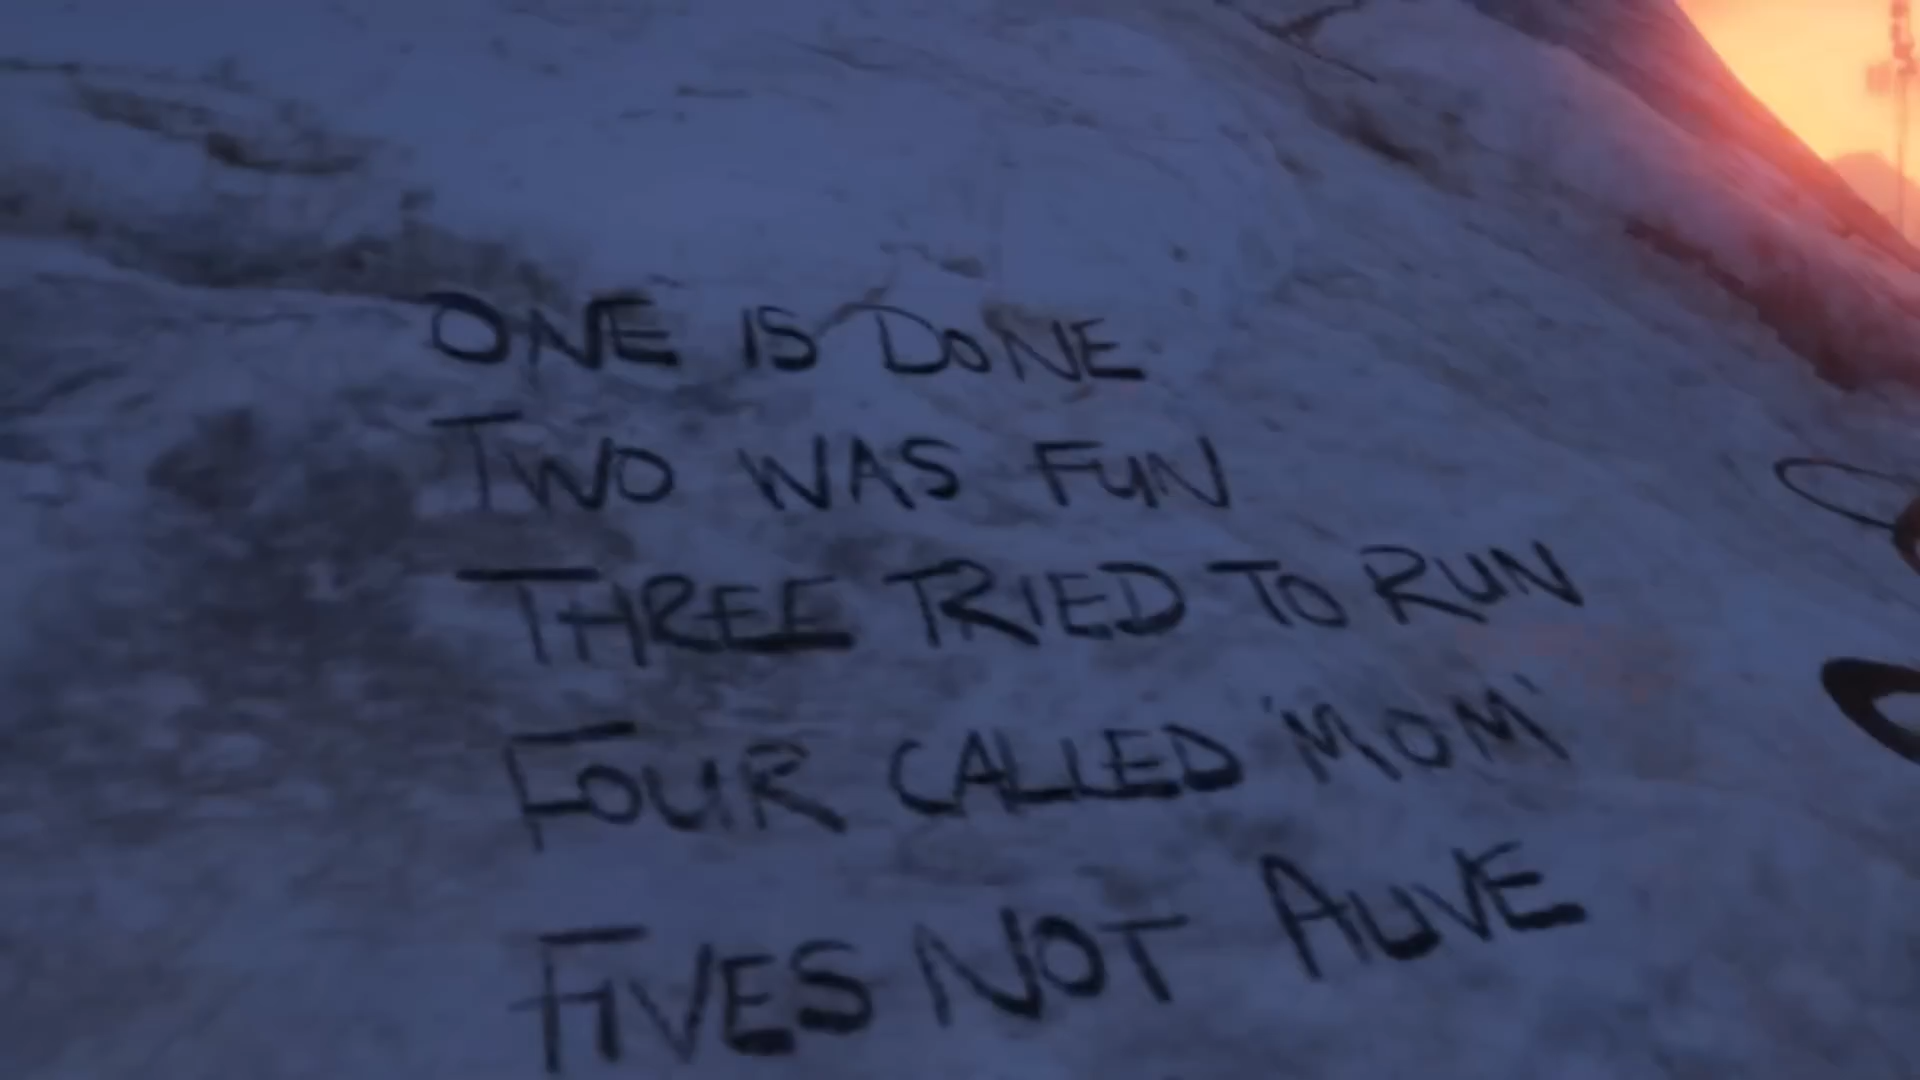 ONE IS DONE
TWO WAS FUN
THREE TRIED TO RUN
FOUR CALLED 'MOM'
FIVES NOT ALIVE